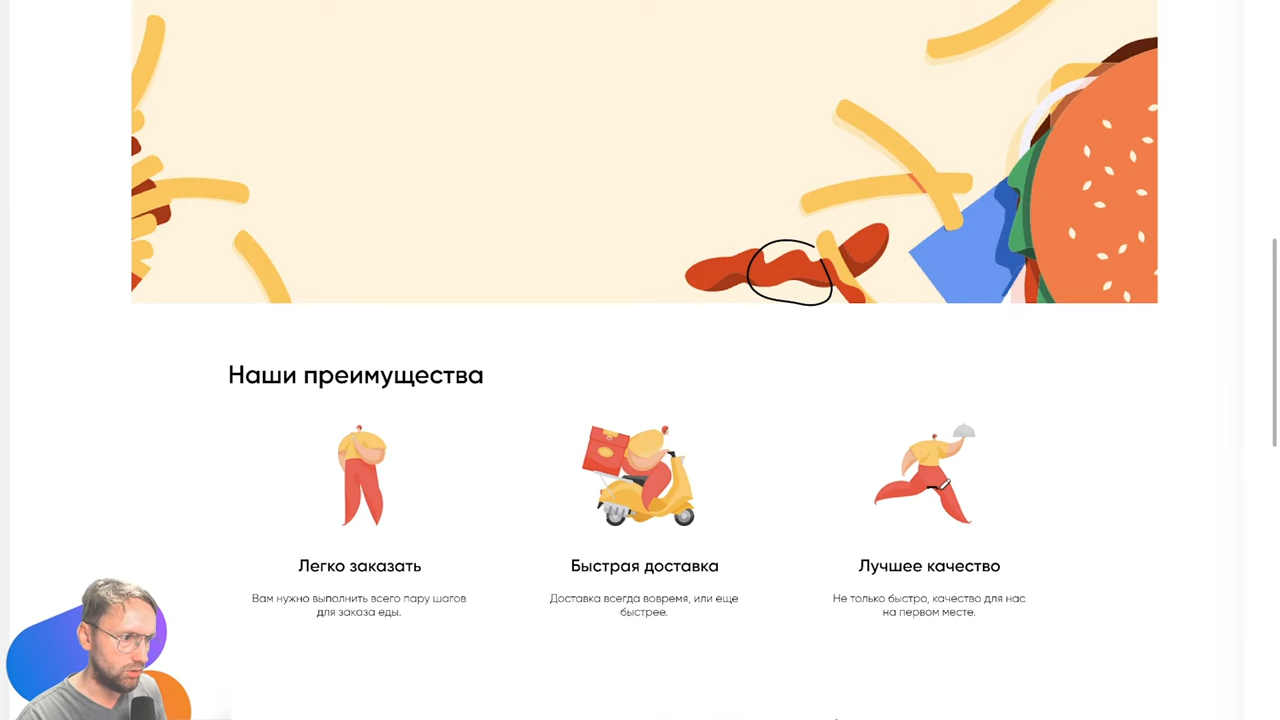 Наши преимущества
Легко заказать
Вам нужно выполнить всего пару шагов
для заказа еды.
Быстрая доставка
Доставка всегда вовремя, или еще
быстрее.
Лучшее качество
Не только быстро, качество для нас
на первом месте.